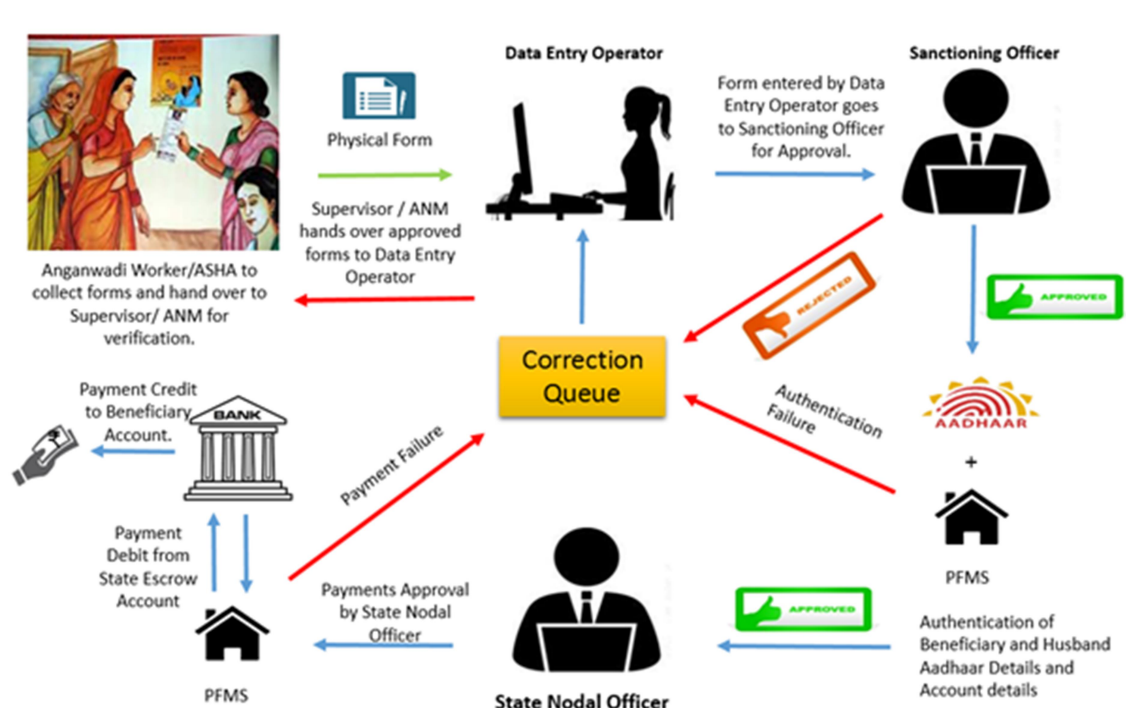 Data Entry Operator
Sanctioning Officer
Physical Form
Form entered by Data
Entry Operator goes
to Sanctioning Officer
for Approval.
Supervisor / ANM
hands over approved
forms to Data Entry
Operator
Anganwadi Worker/ASHA to
collect forms and hand over to
Supervisor/ ANM for
verification.
REJECTED
APPROVED
Correction
Queue
Payment Credit
to Beneficiary
Account.
BANK
Authentication
Failure
AADHAAR
+
PFMS
Payment Failure
Payment
Debit from
State Escrow
Account
Payments Approval
by State Nodal
Officer
APPROVED
Authentication of
Beneficiary and Husband
Aadhaar Details and
Account details
PFMS
State Nodal Officer